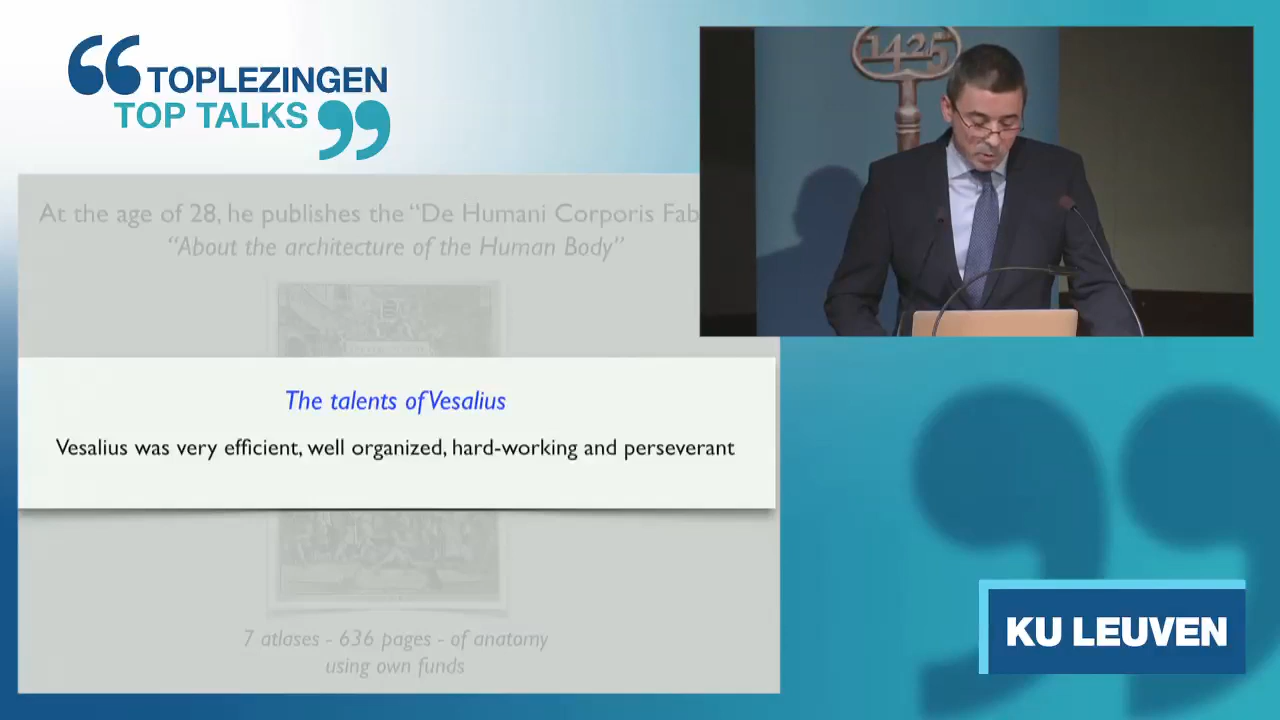 TOPLEZINGEN
TOP TALKS
1425
At the age of 28, he publishes the “De Humani Corporis Fab
“About the architecture of the Human Body”
The talents of Vesalius
Vesalius was very efficient, well organized, hard-working and perseverant
7 atlases - 636 pages - of anatomy
using own funds
KU LEUVEN